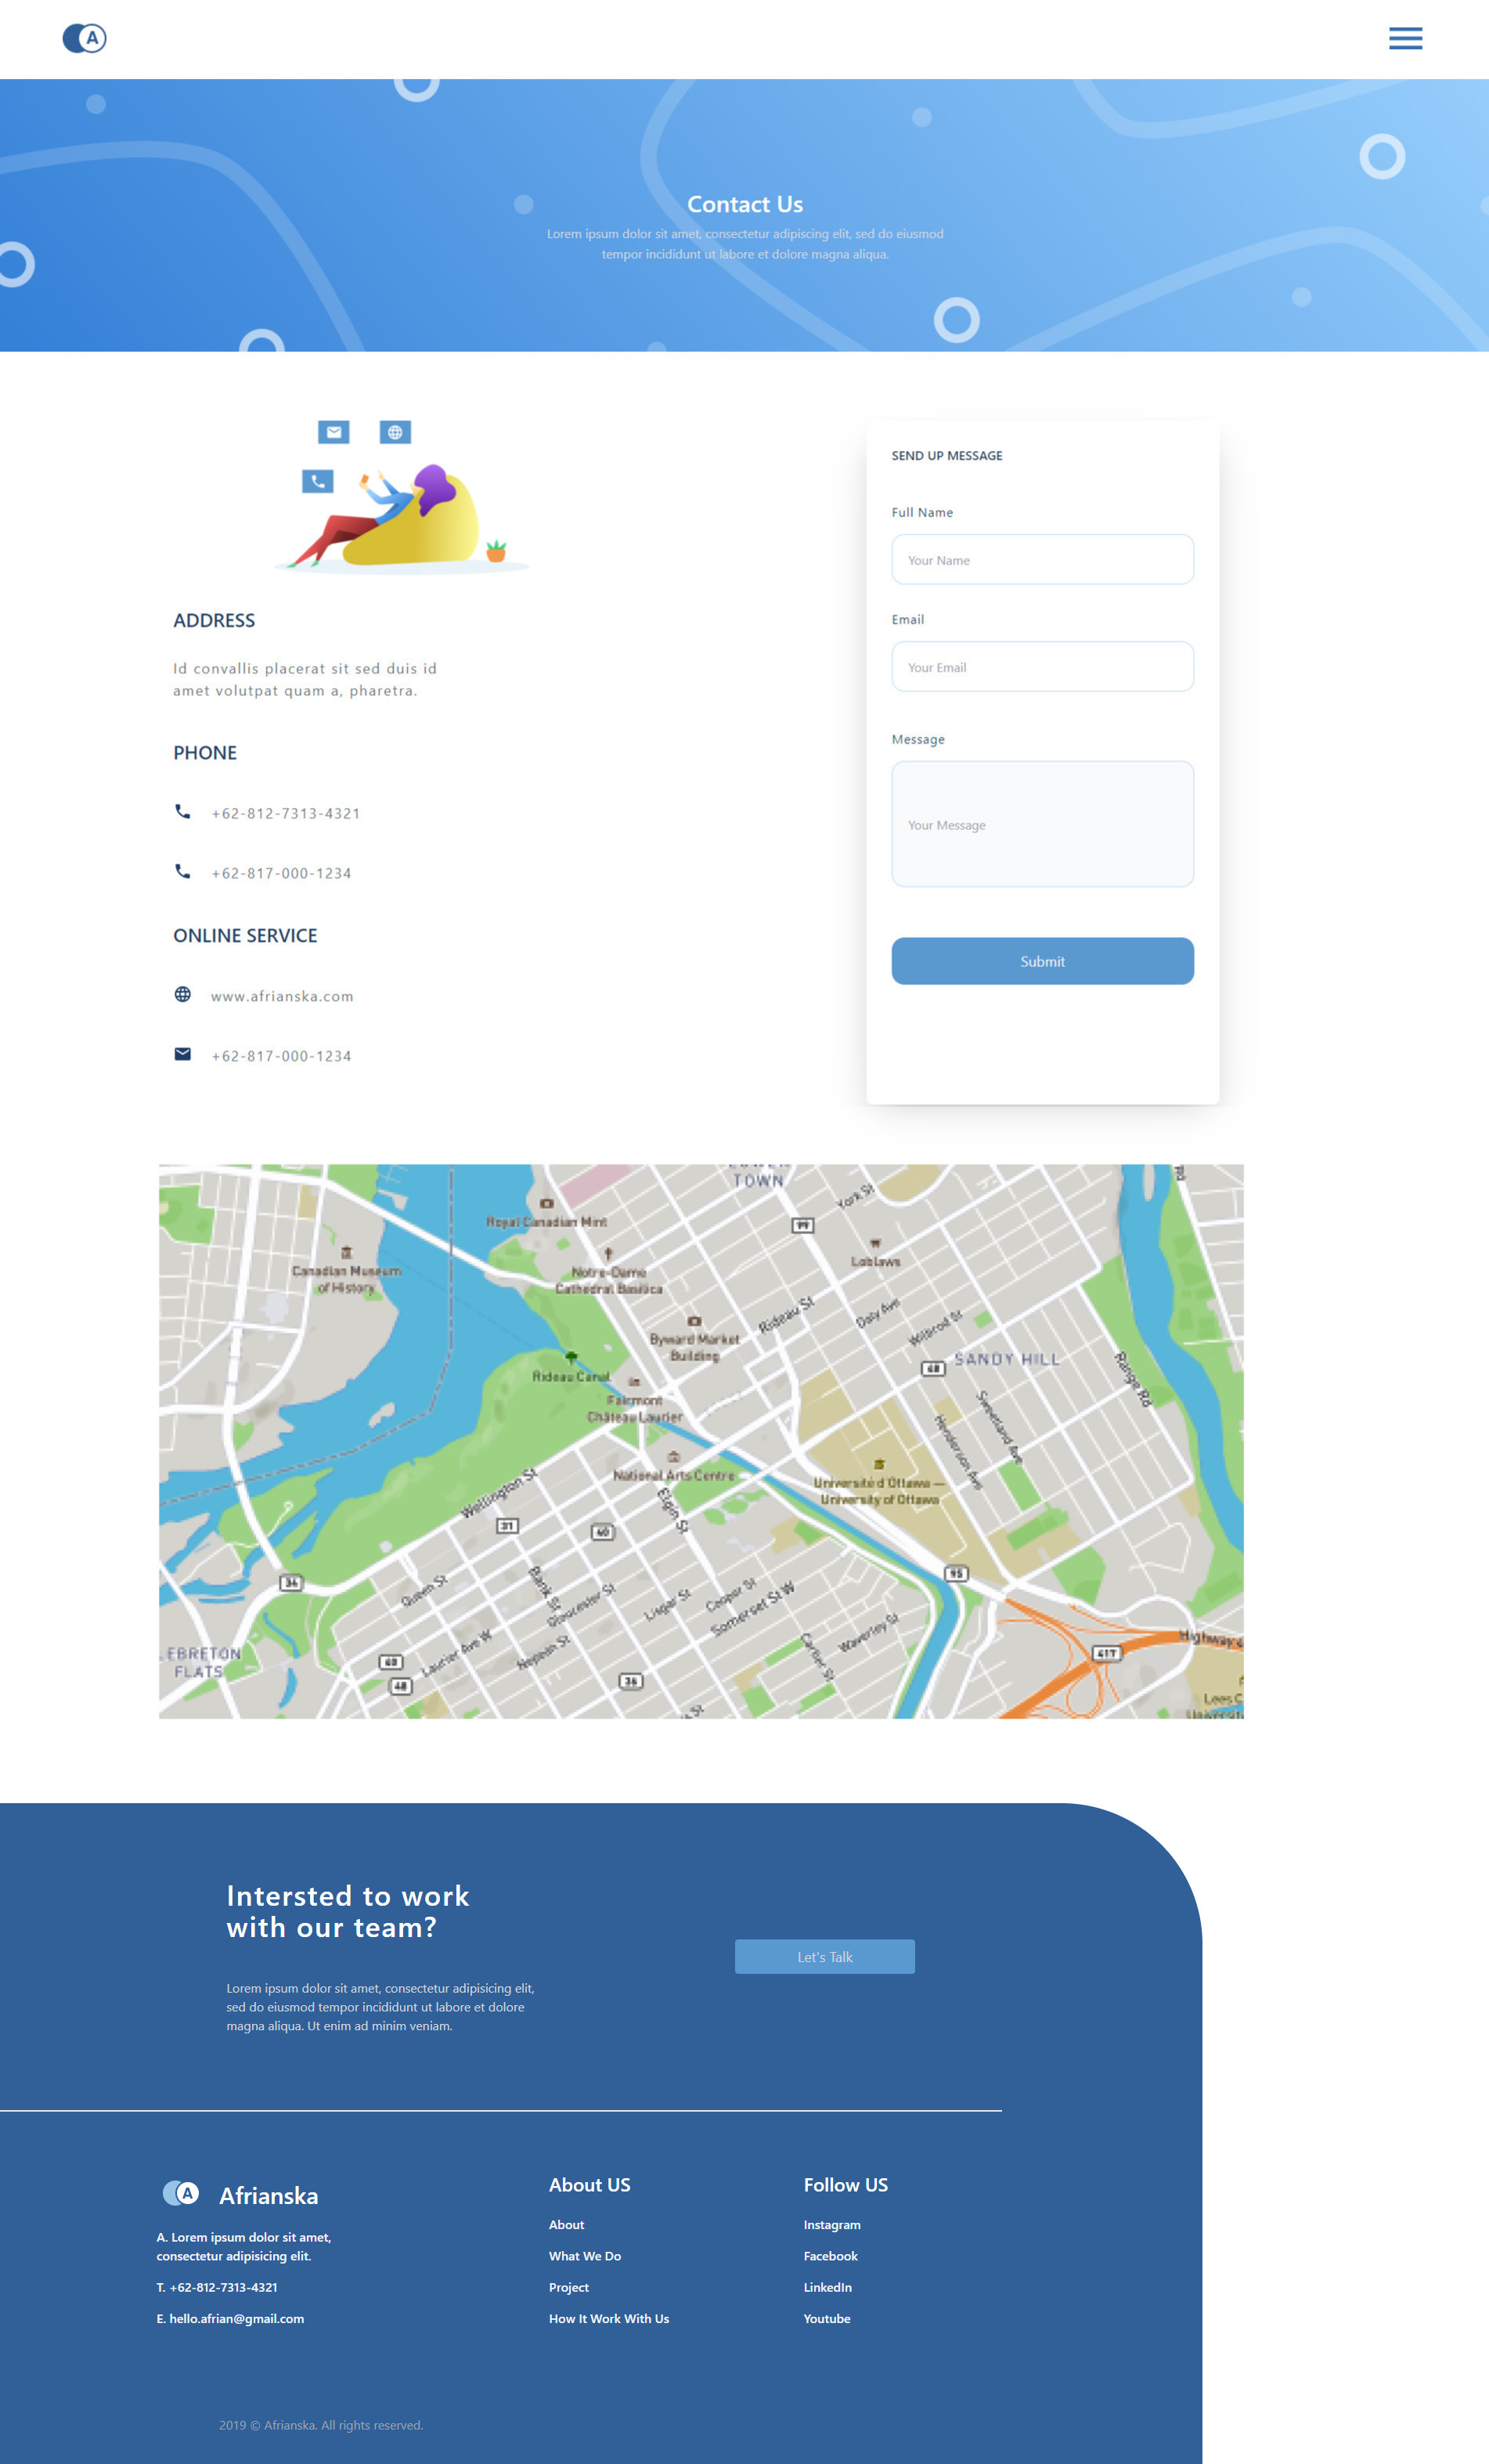 A
Contact Us
Lorem ipsum dolor sit amet, consectetur adipiscing elit, sed do eiusmod
tempor incididunt ut labore et dolore magna aliqua.
ADDRESS
Id convallis placerat sit sed duis id
amet volutpat quam a, pharetra.
PHONE
+62-812-7313-4321
+62-817-000-1234
ONLINE SERVICE
www.afrianska.com
+62-817-000-1234
SEND UP MESSAGE
Full Name
Your Name
Email
Your Email
Message
Your Message
Submit
TOWN
York St
Royal Canadian Mint
Loblaws
Canadian Museum
of History
Notre-Dame
Cathedral Basilica
Rideau St
Daly Ave
Wilbrod St
Byward Market
Building
68
SANDY HILL
Range Rd
Rideau Canal
Fairmont
Château Laurier
Sweetland Ave
Henderson Ave
National Arts Centre
Université d'Ottawa —
University of Ottawa
Wellington St
Elgin St
31
60
95
34
Queen St
Bank St
Gloucester St
Lisgar St
Cooper St
Somerset St W
Waverley St
Cartier St
Laurier Ave W
Nepean St
EBRETON
FLATS
48
36
417
Highway
Lees
Intersted to work
with our team?
Let's Talk
Lorem ipsum dolor sit amet, consectetur adipisicing elit,
sed do eiusmod tempor incididunt ut labore et dolore
magna aliqua. Ut enim ad minim veniam.
A
Afrianska
A. Lorem ipsum dolor sit amet,
consectetur adipisicing elit.
T. +62-812-7313-4321
E. hello.afrian@gmail.com
About US
About
What We Do
Project
How It Work With Us
Follow US
Instagram
Facebook
LinkedIn
Youtube
2019 © Afrianska. All rights reserved.